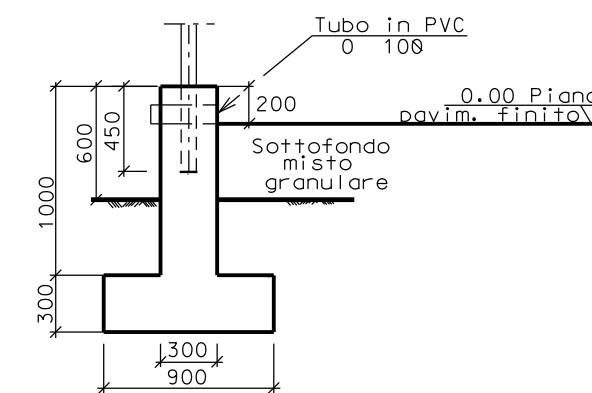 Tubo in PVC
0 100
0.00 Piano
pavim. finito
200
600
450
Sottofondo
misto
granulare
1000
300
300
900